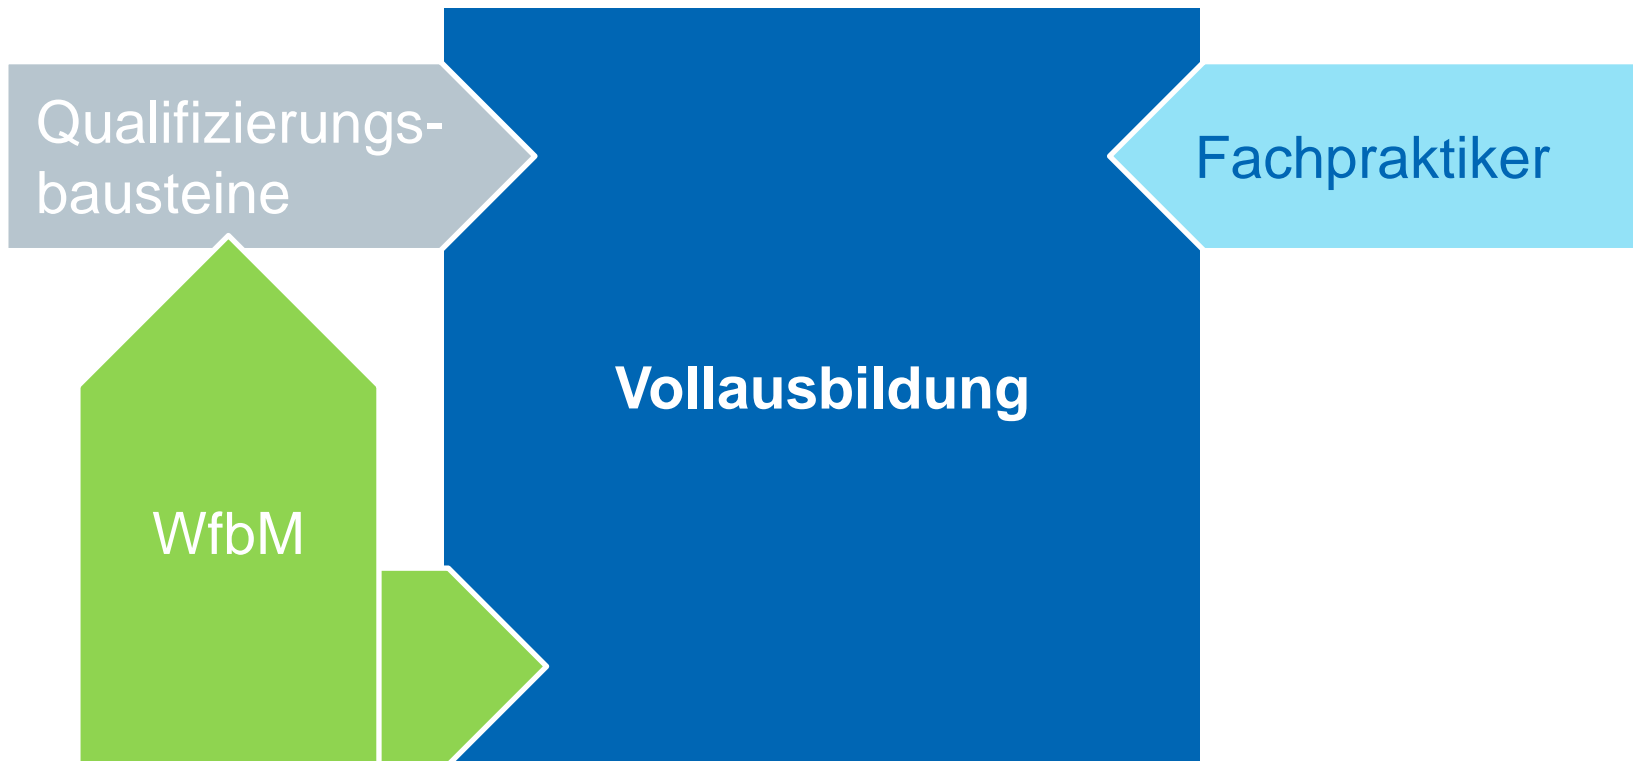 Qualifizierungs-
bausteine
Fachpraktiker
Vollausbildung
WfbM